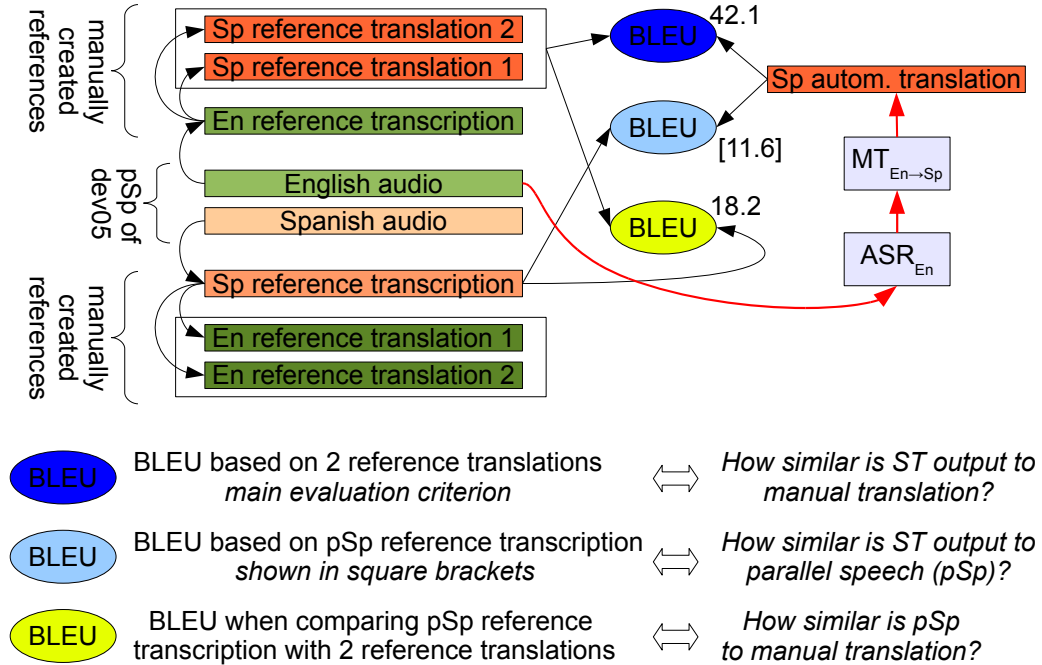 manually
created
references
Sp reference translation 2
Sp reference translation 1
En reference transcription
pSp of
dev05
English audio
Spanish audio
manually
created
references
Sp reference transcription
En reference translation 1
En reference translation 2
BLEU
42.1
BLEU
[11.6]
BLEU
18.2
Sp autom. translation
MT En→Sp
ASR En
BLEU
BLEU based on 2 reference translations
main evaluation criterion
How similar is ST output to
manual translation?
BLEU
BLEU based on pSp reference transcription
shown in square brackets
How similar is ST output to
parallel speech (pSp)?
BLEU
BLEU when comparing pSp reference
transcription with 2 reference translations
How similar is pSp
to manual translation?